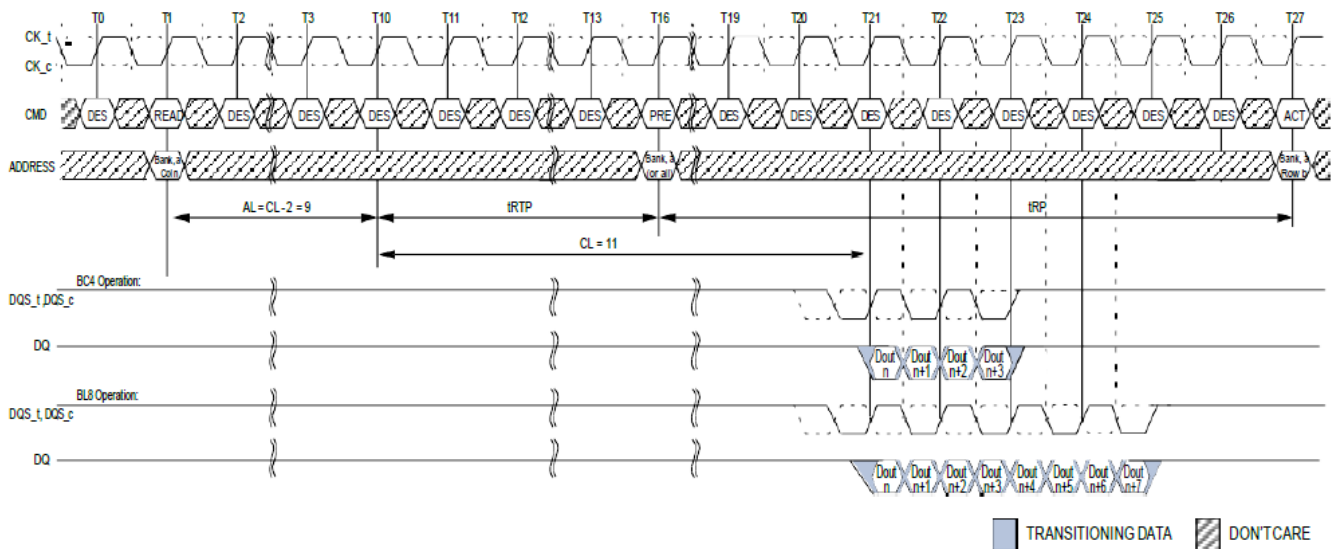 T0 T1 T2 T3 T10 T11 T12 T13 T16 T19 T20 T21 T22 T23 T24 T25 T26 T27
CK_t
CK_c
CMD DES READ DES DES DES DES DES DES PRE DES DES DES DES DES DES DES DES ACT
ADDRESS Bank, a Coln Bank, a (or all) Bank, a Row b
AL = CL - 2 = 9 tRTP tRP
CL = 11
BC4 Operation:
DQS_t,DQS_c
DQ Dout n Dout n+1 Dout n+2 Dout n+3
BL8 Operation:
DQS_t, DQS_c
DQ Dout n Dout n+1 Dout n+2 Dout n+3 Dout n+4 Dout n+5 Dout n+6 Dout n+7
TRANSITIONING DATA DON'T CARE